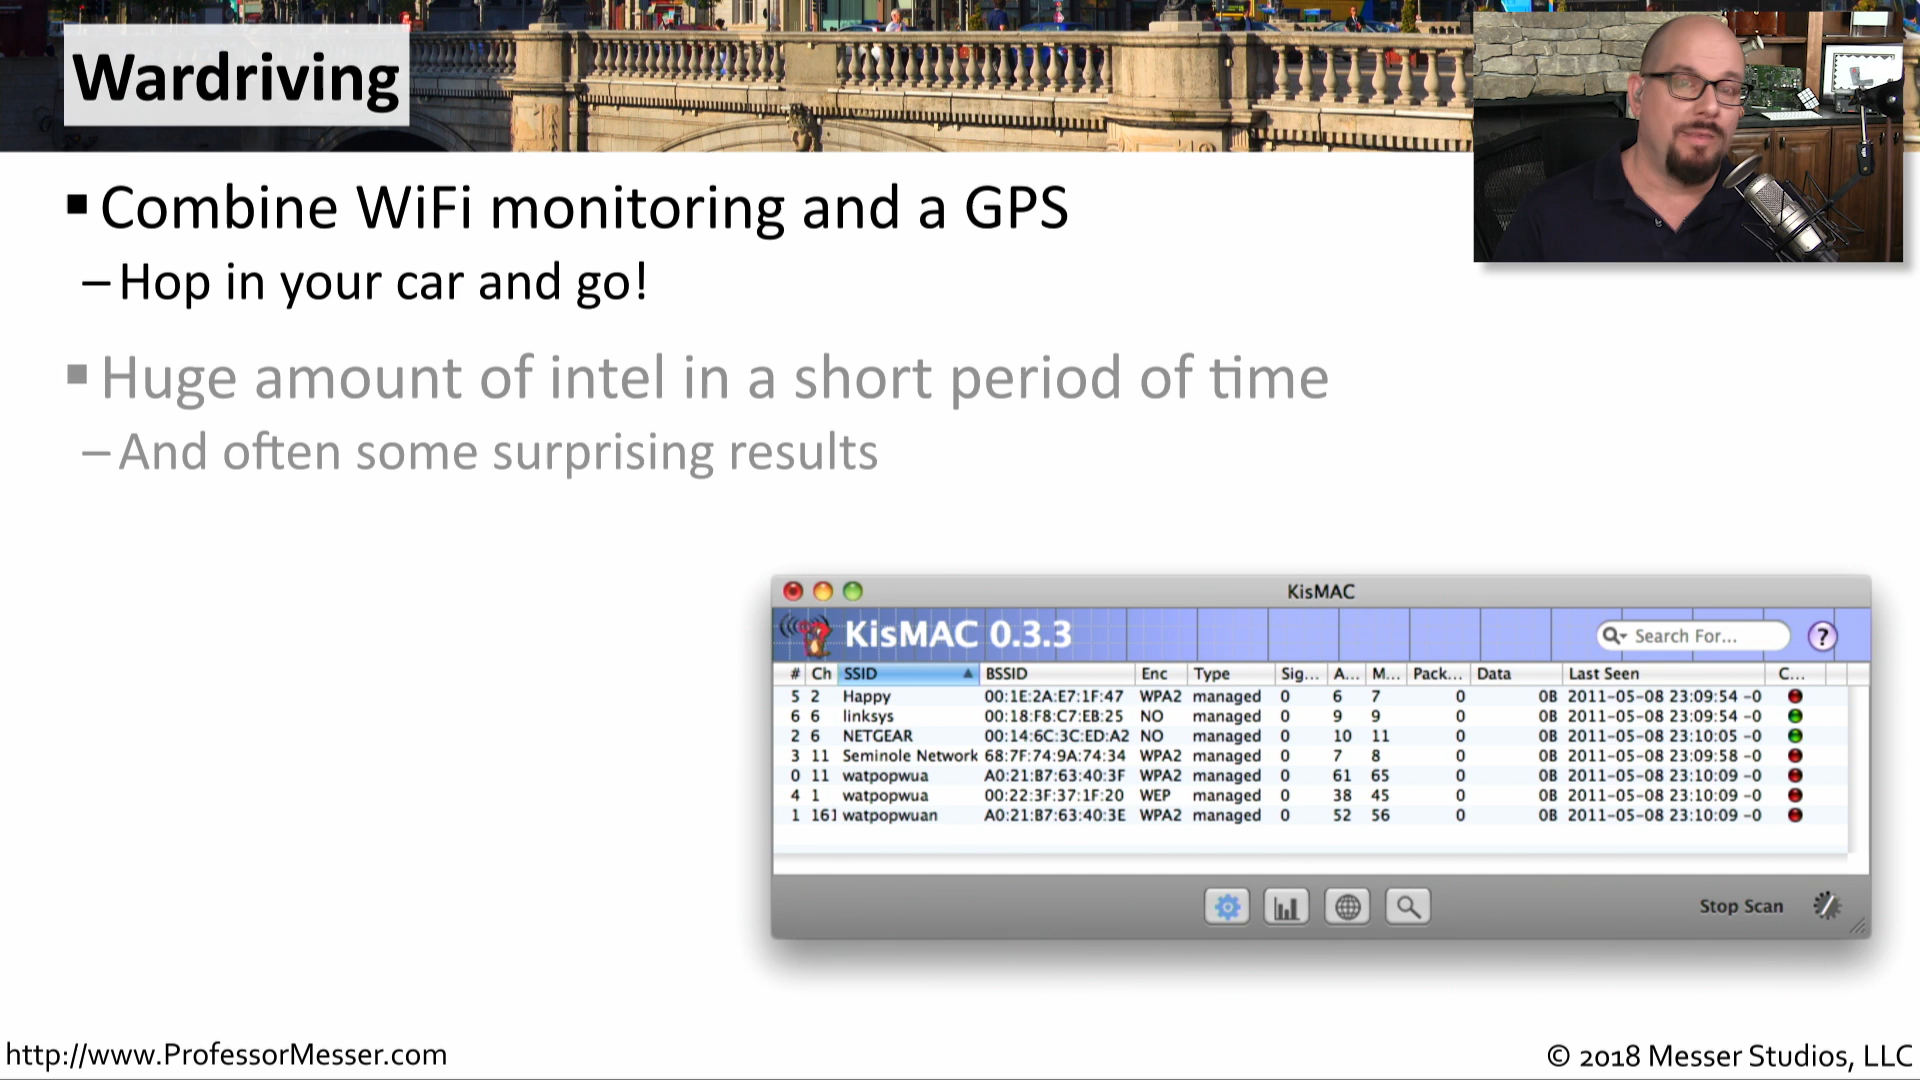 Wardriving
▪ Combine WiFi monitoring and a GPS
– Hop in your car and go!
▪ Huge amount of intel in a short period of time
– And often some surprising results
KisMAC
KisMAC 0.3.3 Search For... ?
# Ch SSID BSSID Enc Type Sig... A... M... Pack... Data Last Seen C...
5 2 Happy 00:1E:2A:E7:1F:47 WPA2 managed 0 6 7 0 0B 2011-05-08 23:09:54 -0
6 6 linksys 00:18:F8:C7:EB:25 NO managed 0 9 9 0 0B 2011-05-08 23:09:54 -0
2 6 NETGEAR 00:14:6C:3C:ED:A2 NO managed 0 10 11 0 0B 2011-05-08 23:10:05 -0
3 11 Seminole Network 68:7F:74:9A:74:34 WPA2 managed 0 7 8 0 0B 2011-05-08 23:09:58 -0
0 11 watpopwua A0:21:B7:63:40:3F WPA2 managed 0 61 65 0 0B 2011-05-08 23:10:09 -0
4 1 watpopwua 00:22:3F:37:1F:20 WEP managed 0 38 45 0 0B 2011-05-08 23:10:09 -0
1 161 watpopwuan A0:21:B7:63:40:3E WPA2 managed 0 52 56 0 0B 2011-05-08 23:10:09 -0
Stop Scan
http://www.ProfessorMesser.com
© 2018 Messer Studios, LLC